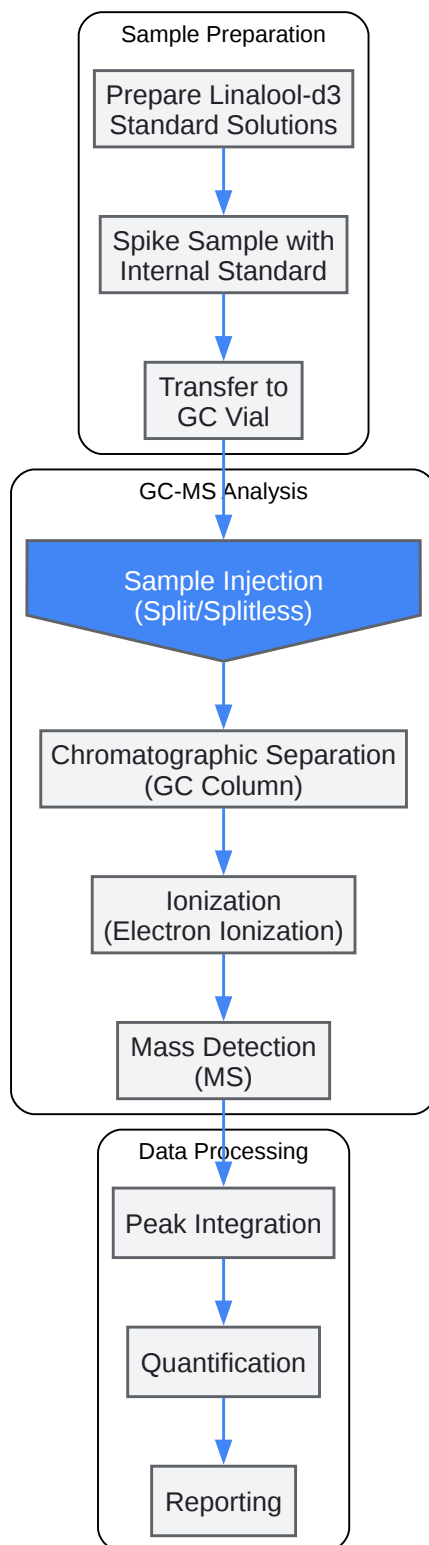 Sample Preparation
Prepare Linalool-d3
Standard Solutions
Spike Sample with
Internal Standard
Transfer to
GC Vial
GC-MS Analysis
Sample Injection
(Split/Splitless)
Chromatographic Separation
(GC Column)
Ionization
(Electron Ionization)
Mass Detection
(MS)
Data Processing
Peak Integration
Quantification
Reporting